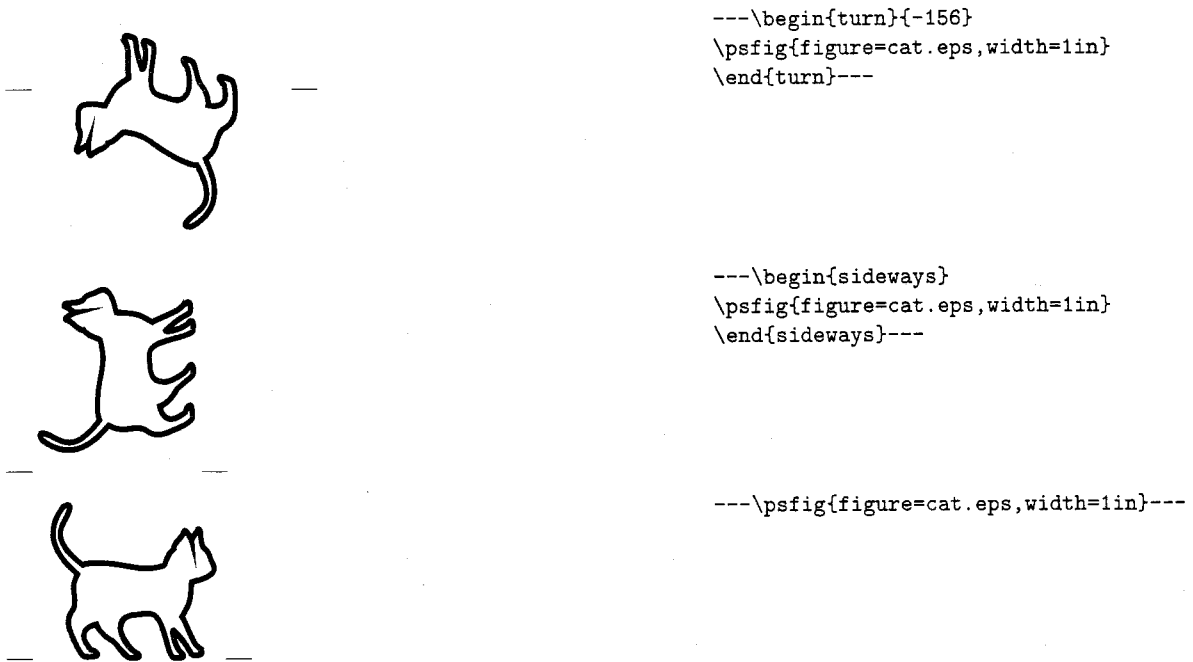 ---\begin{turn}{-156}
\psfig{figure=cat.eps,width=1in}
\end{turn}---
---\begin{sideways}
\psfig{figure=cat.eps,width=1in}
\end{sideways}---
---\psfig{figure=cat.eps,width=1in}---